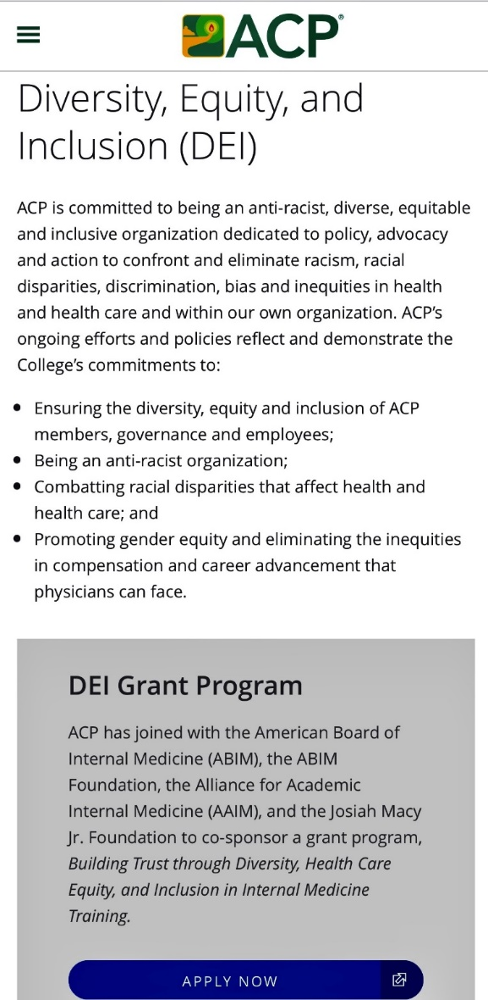 ACP®
Diversity, Equity, and
Inclusion (DEI)
ACP is committed to being an anti-racist, diverse, equitable
and inclusive organization dedicated to policy, advocacy
and action to confront and eliminate racism, racial
disparities, discrimination, bias and inequities in health
and health care and within our own organization. ACP’s
ongoing efforts and policies reflect and demonstrate the
College’s commitments to:
• Ensuring the diversity, equity and inclusion of ACP
members, governance and employees;
• Being an anti-racist organization;
• Combatting racial disparities that affect health and
health care; and
• Promoting gender equity and eliminating the inequities
in compensation and career advancement that
physicians can face.
DEI Grant Program
ACP has joined with the American Board of
Internal Medicine (ABIM), the ABIM
Foundation, the Alliance for Academic
Internal Medicine (AAIM), and the Josiah Macy
Jr. Foundation to co-sponsor a grant program,
Building Trust through Diversity, Health Care
Equity, and Inclusion in Internal Medicine
Training.
APPLY NOW